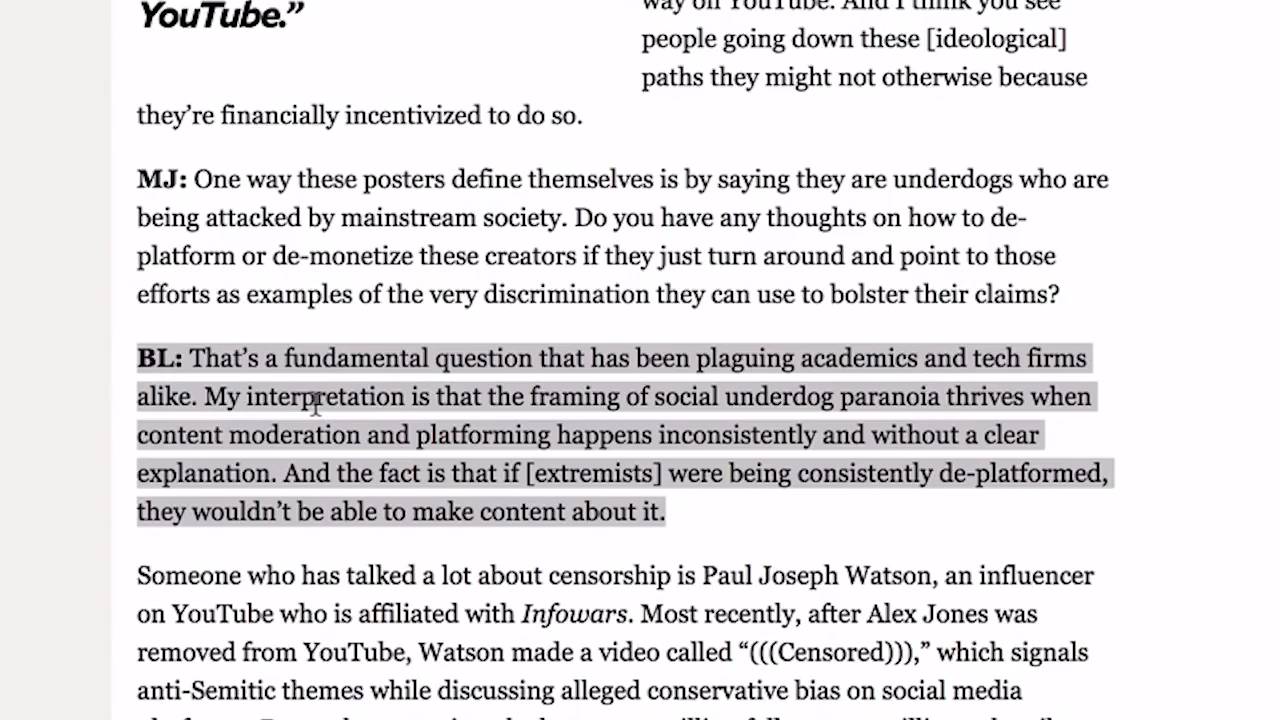 YouTube.”
way on YouTube. And I think you see
people going down these [ideological]
paths they might not otherwise because
they’re financially incentivized to do so.
MJ: One way these posters define themselves is by saying they are underdogs who are
being attacked by mainstream society. Do you have any thoughts on how to de-
platform or de-monetize these creators if they just turn around and point to those
efforts as examples of the very discrimination they can use to bolster their claims?
BL: That’s a fundamental question that has been plaguing academics and tech firms
alike. My interpretation is that the framing of social underdog paranoia thrives when
content moderation and platforming happens inconsistently and without a clear
explanation. And the fact is that if [extremists] were being consistently de-platformed,
they wouldn’t be able to make content about it.
Someone who has talked a lot about censorship is Paul Joseph Watson, an influencer
on YouTube who is affiliated with Infowars. Most recently, after Alex Jones was
removed from YouTube, Watson made a video called “(((Censored))),” which signals
anti-Semitic themes while discussing alleged conservative bias on social media